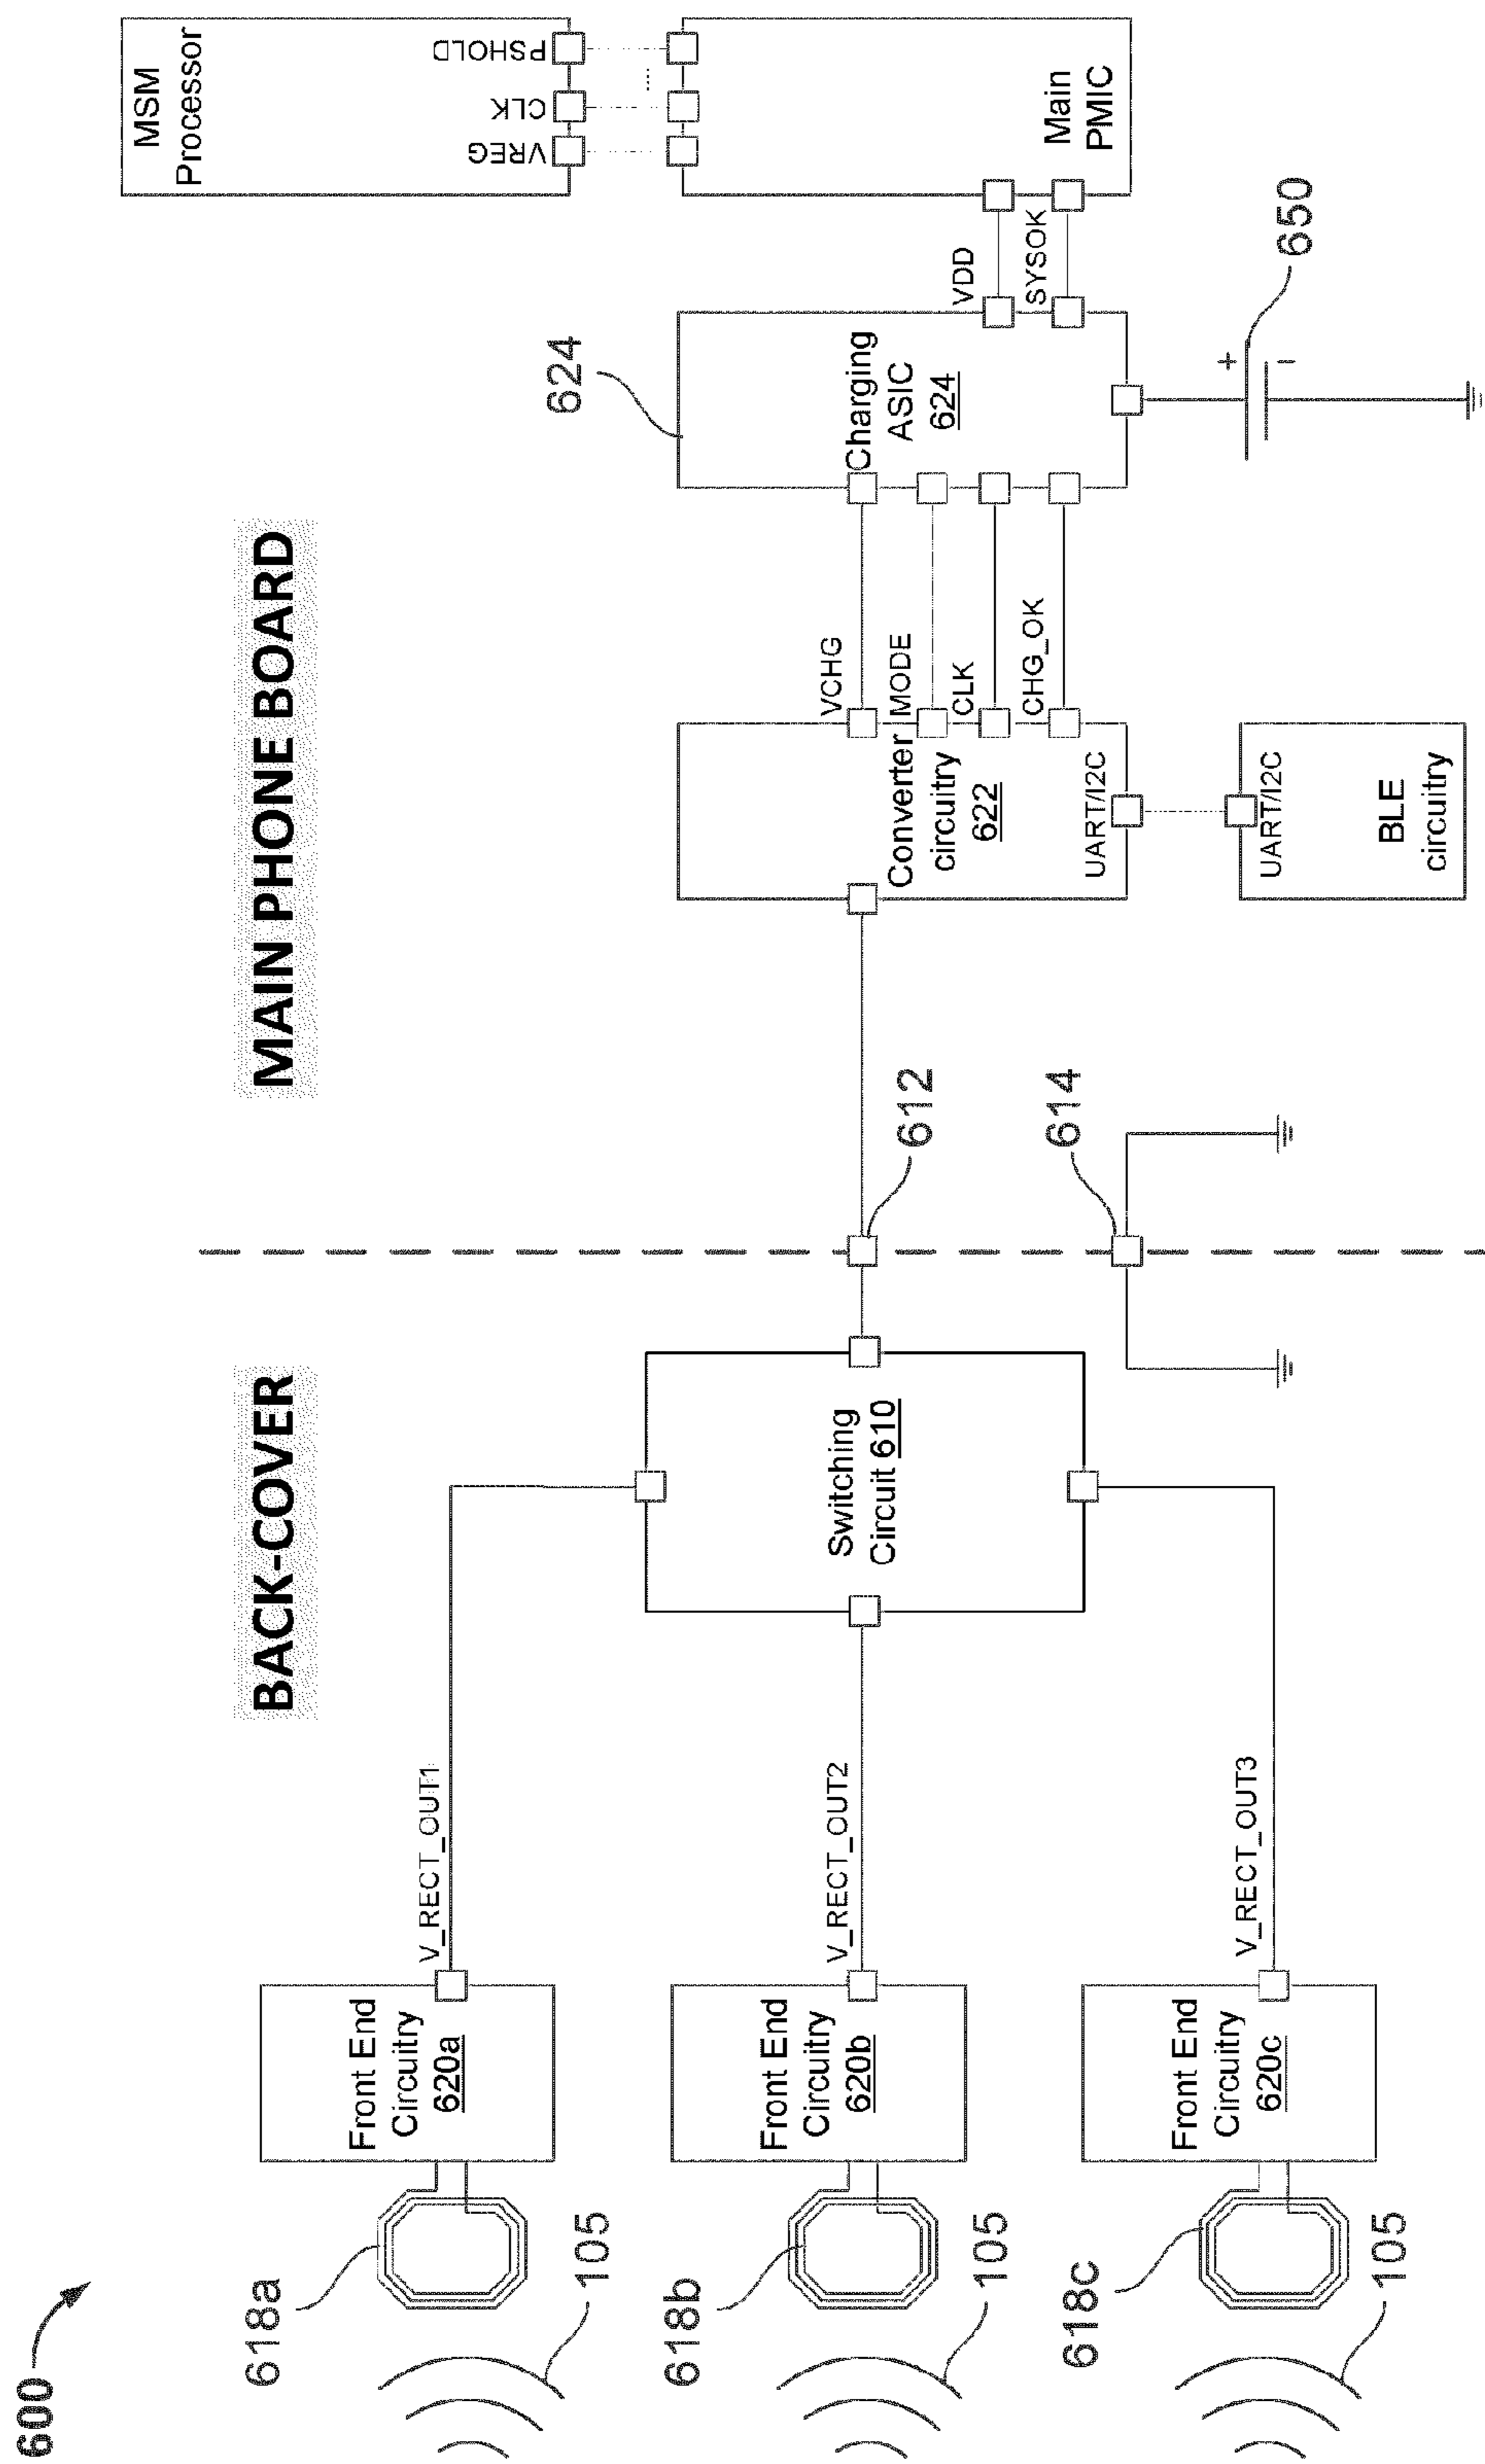 600
BACK-COVER
MAIN PHONE BOARD
618a
105
Front End
Circuitry
620a
V_RECT_OUT1
618b
105
Front End
Circuitry
620b
V_RECT_OUT2
618c
105
Front End
Circuitry
620c
V_RECT_OUT3
Switching
Circuit 610
612
614
Converter
circuitry
622
UART/I2C
VCHG
MODE
CLK
CHG_OK
UART/I2C
BLE
circuitry
624
Charging
ASIC
624
VDD
SYSOK
+
−
650
MSM
Processor
VREG
CLK
PSHOLD
Main
PMIC